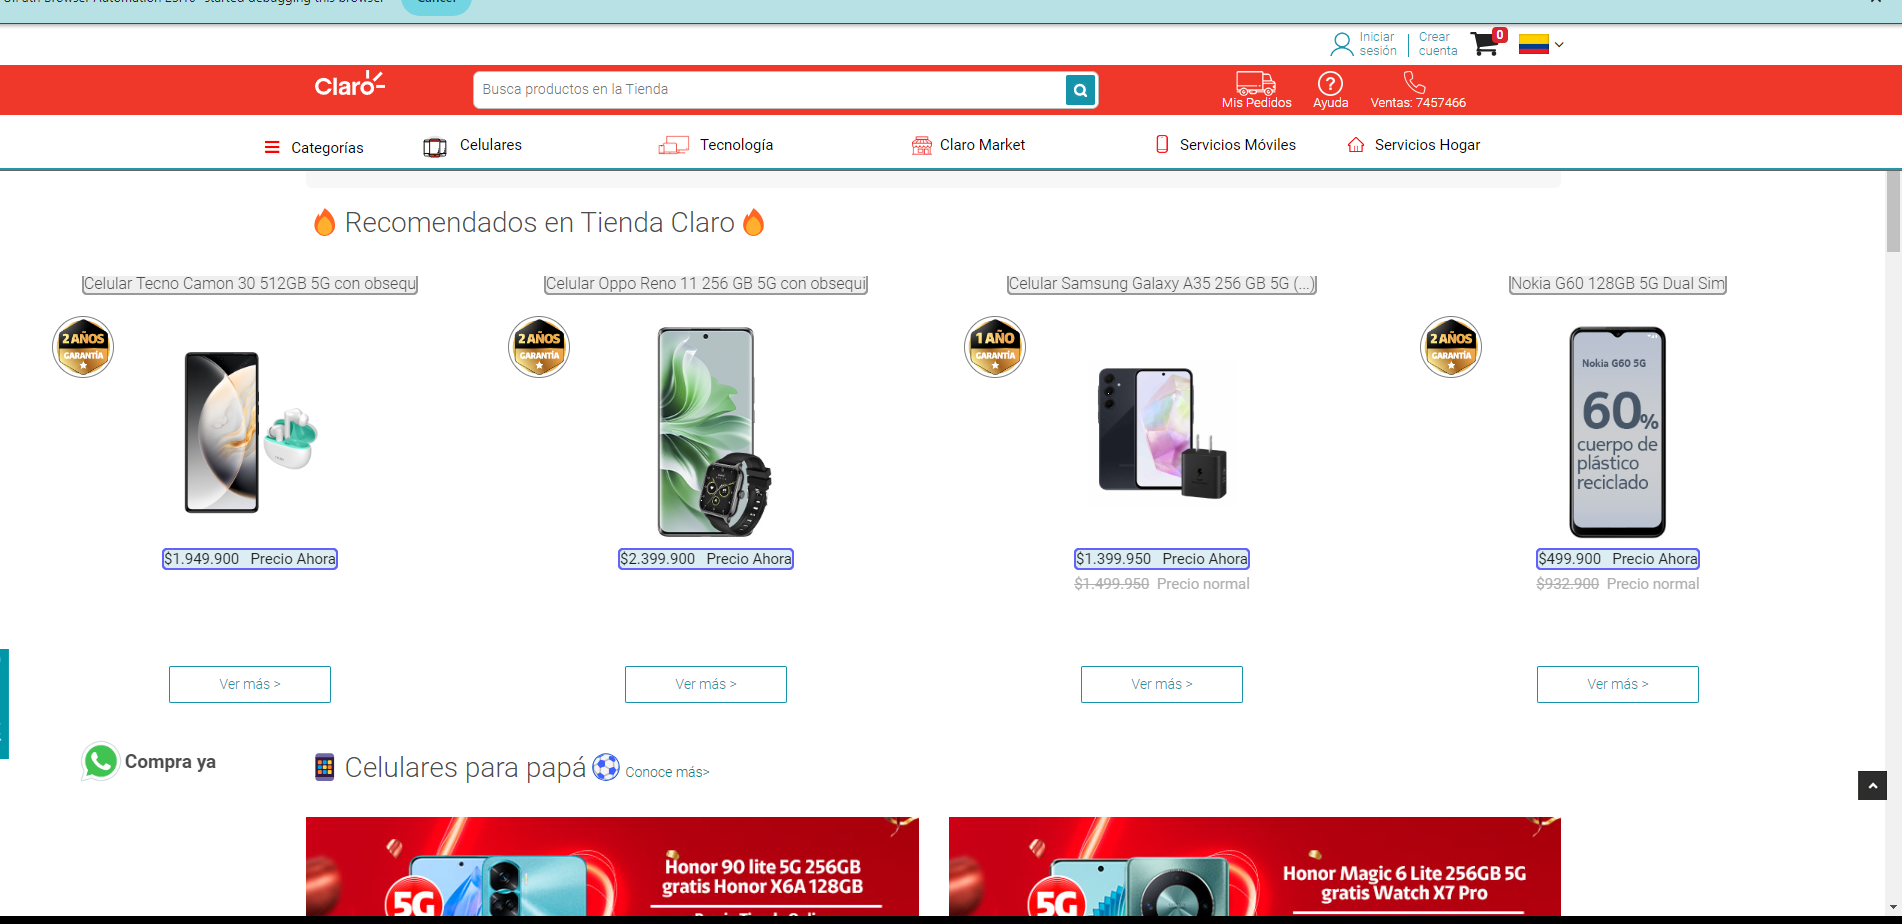 started debugging this browser
Cancel
Iniciar sesión
Crear cuenta
0
Claro
Busca productos en la Tienda
Mis Pedidos
Ayuda
Ventas: 7457466
Categorías
Celulares
Tecnología
Claro Market
Servicios Móviles
Servicios Hogar
Recomendados en Tienda Claro
Celular Tecno Camon 30 512GB 5G con obsequ
Celular Oppo Reno 11 256 GB 5G con obsequi
Celular Samsung Galaxy A35 256 GB 5G (...)
Nokia G60 128GB 5G Dual Sim
2 AÑOS
GARANTÍA
2 AÑOS
GARANTÍA
1 AÑO
GARANTÍA
2 AÑOS
GARANTÍA
Nokia G60 5G
60%
cuerpo de
plástico
reciclado
$1.949.900 Precio Ahora
$2.399.900 Precio Ahora
$1.399.950 Precio Ahora
$1.499.950 Precio normal
$499.900 Precio Ahora
$932.900 Precio normal
Ver más >
Ver más >
Ver más >
Ver más >
Compra ya
Celulares para papá
Conoce más>
5G
Honor 90 lite 5G 256GB
gratis Honor X6A 128GB
5G
Honor Magic 6 Lite 256GB 5G
gratis Watch X7 Pro